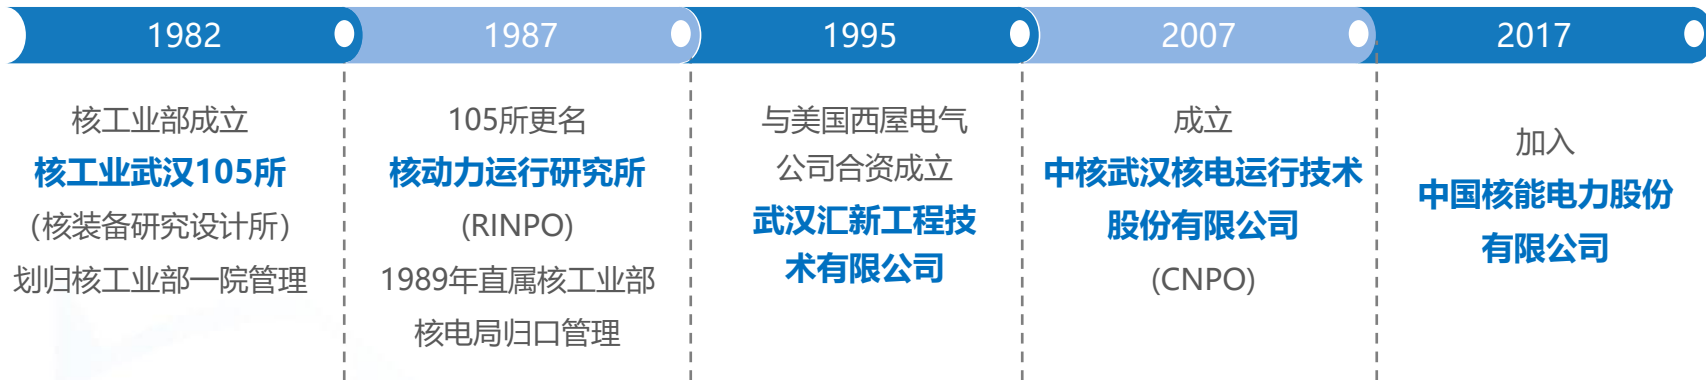 1982
1987
1995
2007
2017
核工业部成立
核工业武汉105所
(核装备研究设计所)
划归核工业部一院管理
105所更名
核动力运行研究所
(RINPO)
1989年直属核工业部
核电局归口管理
与美国西屋电气
公司合资成立
武汉汇新工程技
术有限公司
成立
中核武汉核电运行技术
股份有限公司
(CNPO)
加入
中国核能电力股份
有限公司